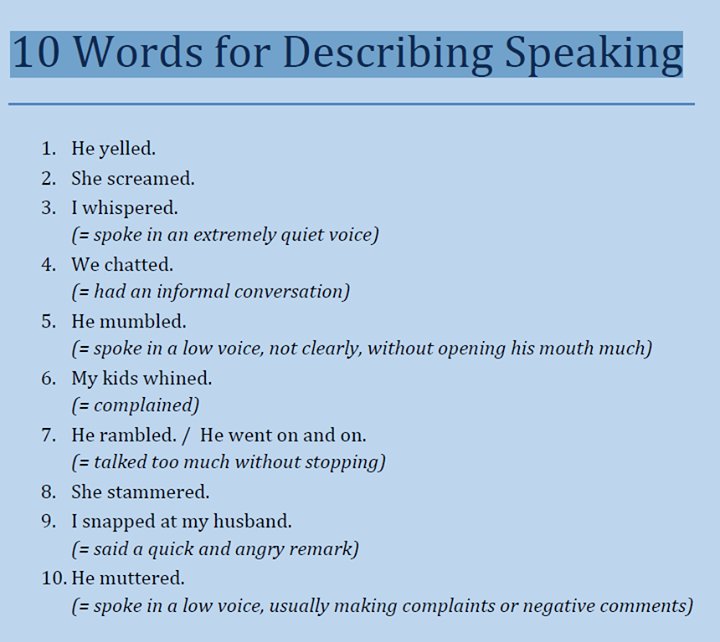 10 Words for Describing Speaking
1. He yelled.
2. She screamed.
3. I whispered.
(= spoke in an extremely quiet voice)
4. We chatted.
(= had an informal conversation)
5. He mumbled.
(= spoke in a low voice, not clearly, without opening his mouth much)
6. My kids whined.
(= complained)
7. He rambled. / He went on and on.
(= talked too much without stopping)
8. She stammered.
9. I snapped at my husband.
(= said a quick and angry remark)
10. He muttered.
(= spoke in a low voice, usually making complaints or negative comments)